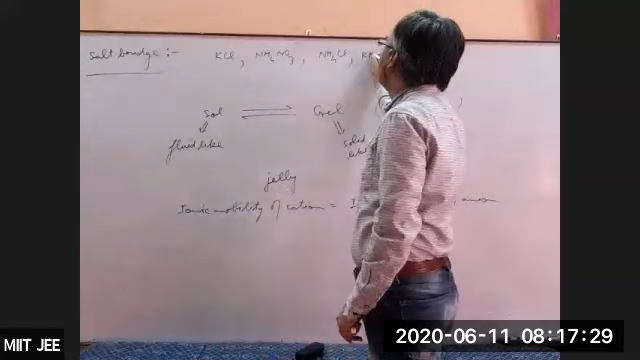 Salt bridge :-
KCl, NH4NO3, NH4Cl,
Sol ⇌ Gel
fluid like
solid like
jelly
Ionic mobility of cation =
anion
MIIT JEE
2020-06-11 08:17:29